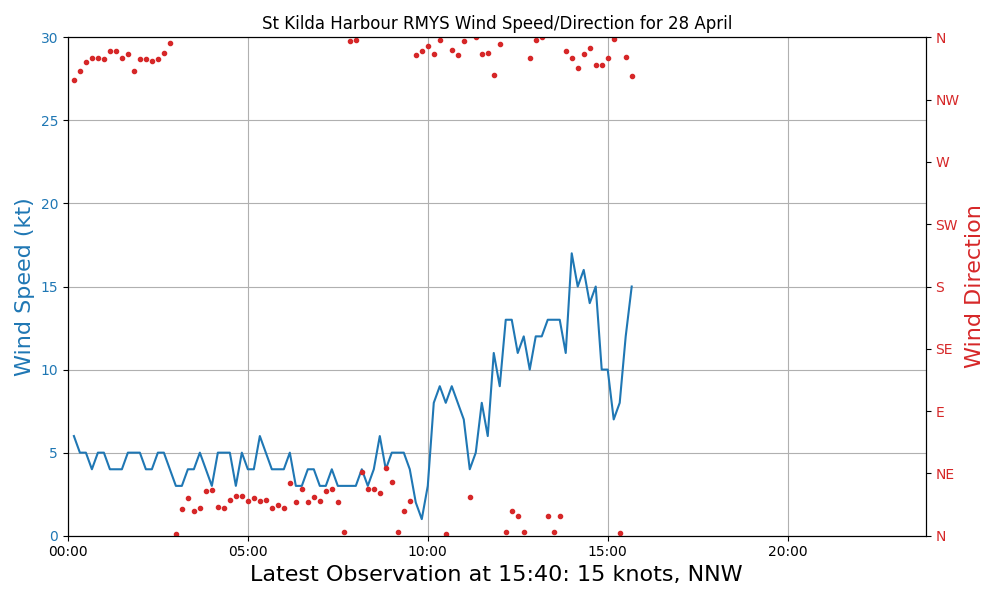 St Kilda Harbour RMYS Wind Speed/Direction for 28 April
30
25
20
15
10
5
0
Wind Speed (kt)
N
NW
W
SW
S
SE
E
NE
N
Wind Direction
00:00 05:00 10:00 15:00 20:00
Latest Observation at 15:40: 15 knots, NNW